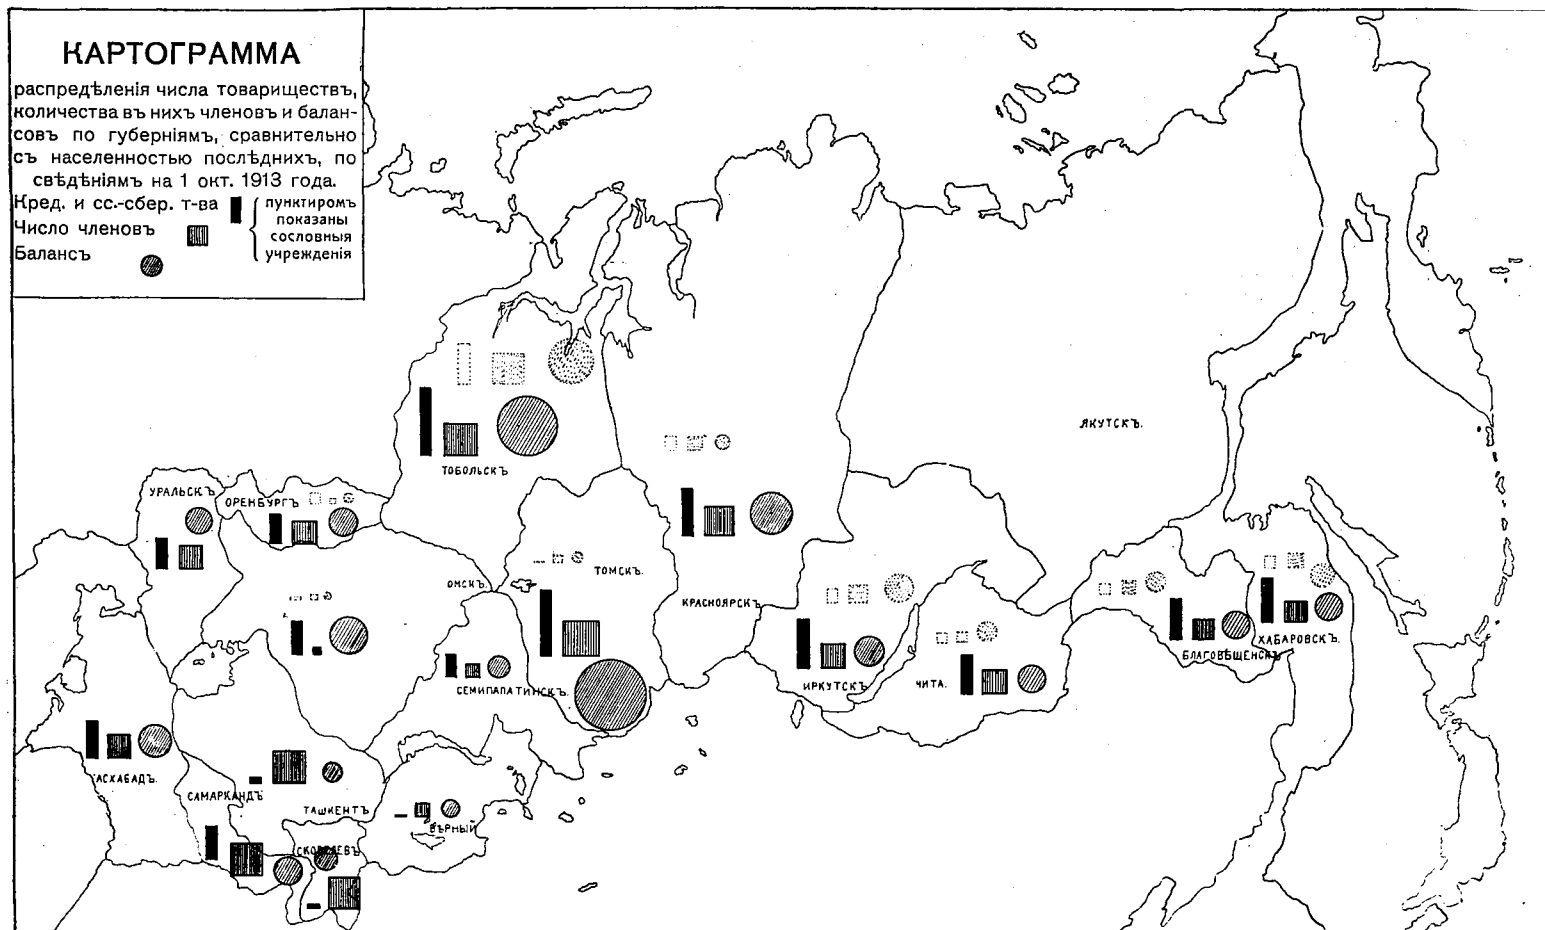 КАРТОГРАММА
распредѣленія числа товариществъ,
количества въ нихъ членовъ и балан-
совъ по губерніямъ, сравнительно
съ населенностью послѣднихъ, по
свѣдѣніямъ на 1 окт. 1913 года.
Кред. и сс.-сбер. т-ва
Число членовъ
Балансъ
пунктиромъ
показаны
сословныя
учрежденія
ЯКУТСКЪ.
ТОБОЛЬСКЪ
УРАЛЬСКЪ
ОРЕНБУРГЪ
ОМСКЪ.
ТОМСКЪ.
КРАСНОЯРСКЪ
СЕМИПАЛАТИНСКЪ.
ИРКУТСКЪ
ЧИТА.
БЛАГОВѢЩЕНСКЪ
ХАБАРОВСКЪ.
АСХАБАДЪ.
САМАРКАНДЪ
ТАШКЕНТЪ
ВѢРНЫЙ
СКОБЕЛЕВЪ